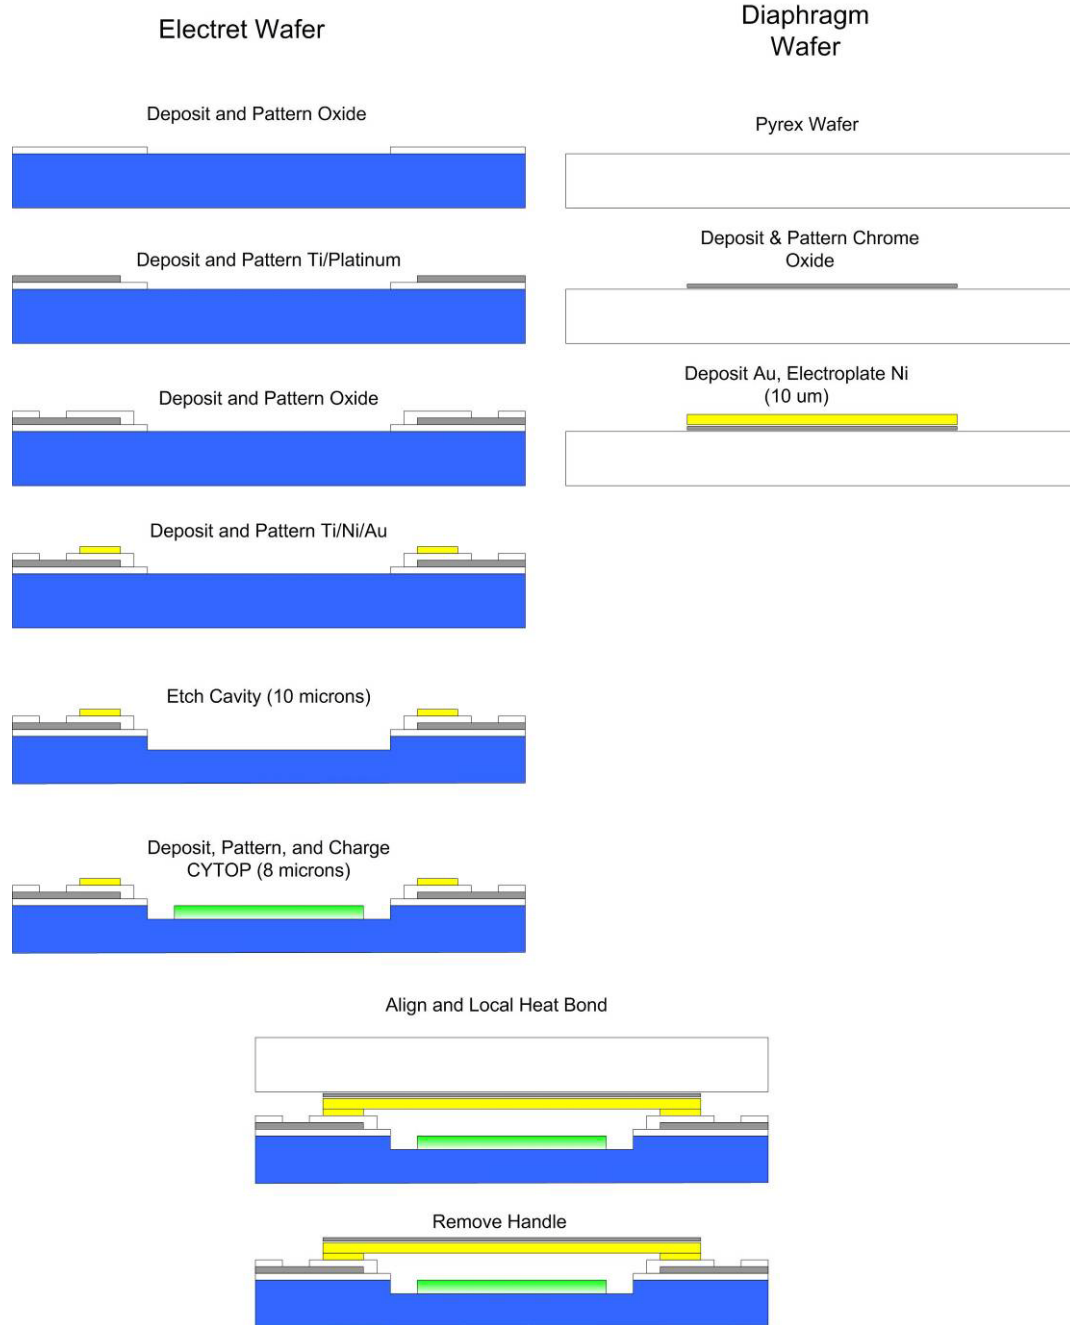 Electret Wafer
Diaphragm
Wafer
Deposit and Pattern Oxide
Pyrex Wafer
Deposit and Pattern Ti/Platinum
Deposit & Pattern Chrome
Oxide
Deposit and Pattern Oxide
Deposit Au, Electroplate Ni
(10 um)
Deposit and Pattern Ti/Ni/Au
Etch Cavity (10 microns)
Deposit, Pattern, and Charge
CYTOP (8 microns)
Align and Local Heat Bond
Remove Handle